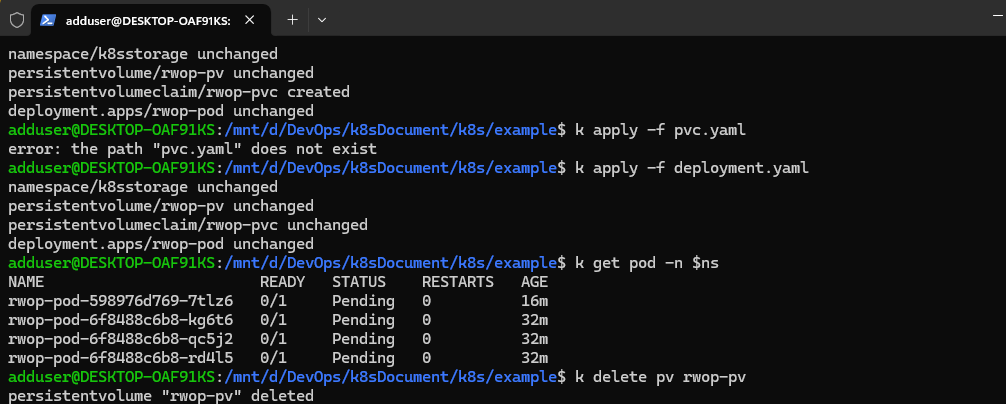 adduser@DESKTOP-OAF91KS:
namespace/k8sstorage unchanged
persistentvolume/rwop-pv unchanged
persistentvolumeclaim/rwop-pvc created
deployment.apps/rwop-pod unchanged
adduser@DESKTOP-OAF91KS:/mnt/d/DevOps/k8sDocument/k8s/example$ k apply -f pvc.yaml
error: the path "pvc.yaml" does not exist
adduser@DESKTOP-OAF91KS:/mnt/d/DevOps/k8sDocument/k8s/example$ k apply -f deployment.yaml
namespace/k8sstorage unchanged
persistentvolume/rwop-pv unchanged
persistentvolumeclaim/rwop-pvc unchanged
deployment.apps/rwop-pod unchanged
adduser@DESKTOP-OAF91KS:/mnt/d/DevOps/k8sDocument/k8s/example$ k get pod -n $ns
NAME READY STATUS RESTARTS AGE
rwop-pod-598976d769-7tlz6 0/1 Pending 0 16m
rwop-pod-6f8488c6b8-kg6t6 0/1 Pending 0 32m
rwop-pod-6f8488c6b8-qc5j2 0/1 Pending 0 32m
rwop-pod-6f8488c6b8-rd4l5 0/1 Pending 0 32m
adduser@DESKTOP-OAF91KS:/mnt/d/DevOps/k8sDocument/k8s/example$ k delete pv rwop-pv
persistentvolume "rwop-pv" deleted